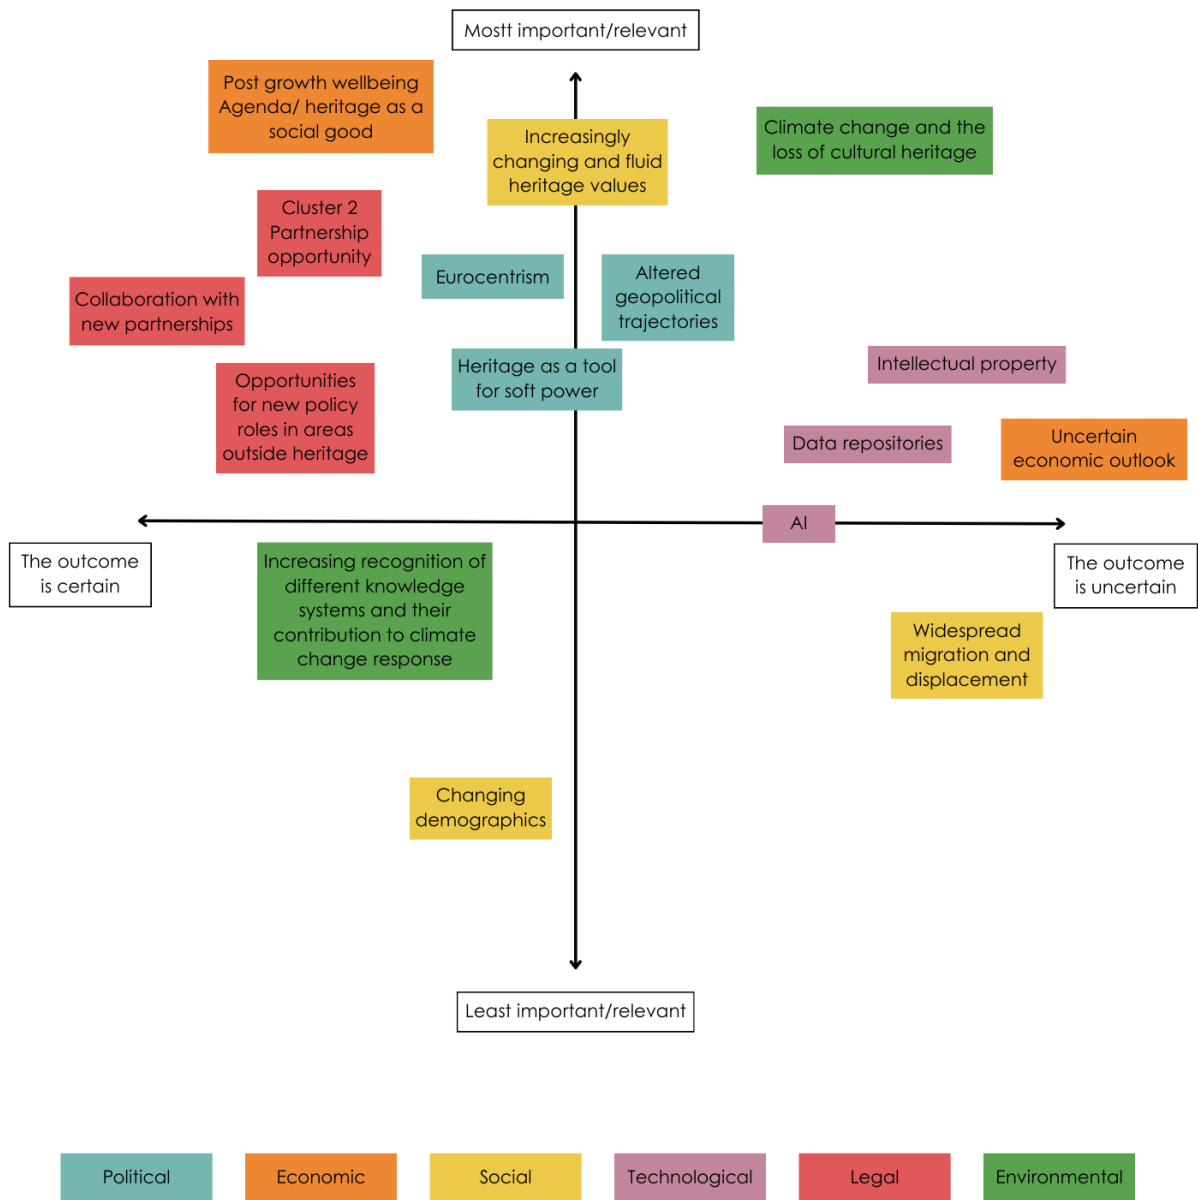 Mostt important/relevant
Post growth wellbeing
Agenda/ heritage as a
social good
Increasingly
changing and fluid
heritage values
Climate change and the
loss of cultural heritage
Cluster 2
Partnership
opportunity
Eurocentrism
Altered
geopolitical
trajectories
Collaboration with
new partnerships
Heritage as a tool
for soft power
Intellectual property
Opportunities
for new policy
roles in areas
outside heritage
Data repositories
Uncertain
economic outlook
AI
The outcome
is certain
Increasing recognition of
different knowledge
systems and their
contribution to climate
change response
The outcome
is uncertain
Widespread
migration and
displacement
Changing
demographics
Least important/relevant
Political
Economic
Social
Technological
Legal
Environmental